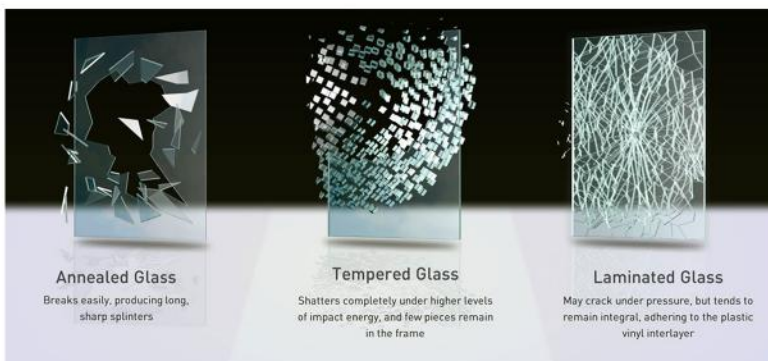 Annealed Glass
Breaks easily, producing long,
sharp splinters
Tempered Glass
Shatters completely under higher levels
of impact energy, and few pieces remain
in the frame
Laminated Glass
May crack under pressure, but tends to
remain integral, adhering to the plastic
vinyl interlayer